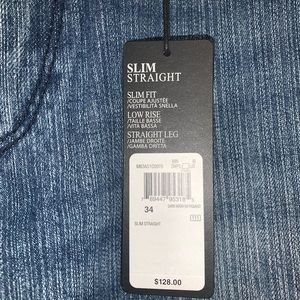 SLIM
STRAIGHT
SLIM FIT
/COUPE AJUSTÉE
/VESTIBILITÀ SNELLA
LOW RISE
/TAILLE BASSE
/VITA BASSA
STRAIGHT LEG
/JAMBE DROITE
/GAMBA DRITTA
34
SLIM STRAIGHT
$128.00